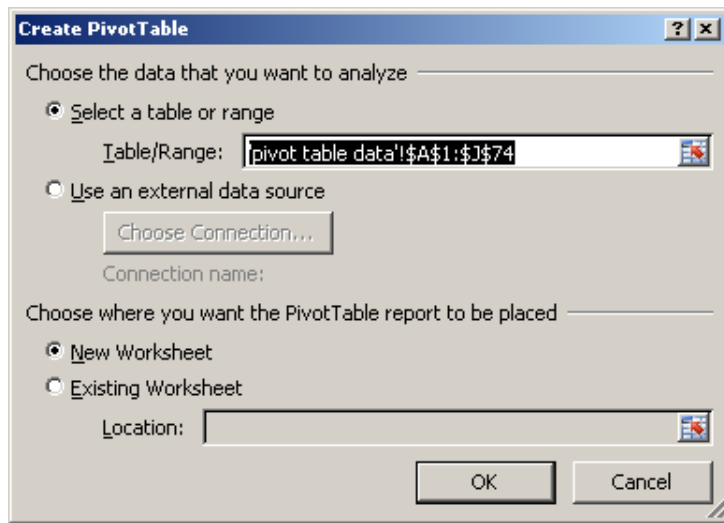 Create PivotTable
Choose the data that you want to analyze
Select a table or range
Table/Range: 'pivot table data'!$A$1:$J$74
Use an external data source
Choose Connection...
Connection name:
Choose where you want the PivotTable report to be placed
New Worksheet
Existing Worksheet
Location:
OK Cancel